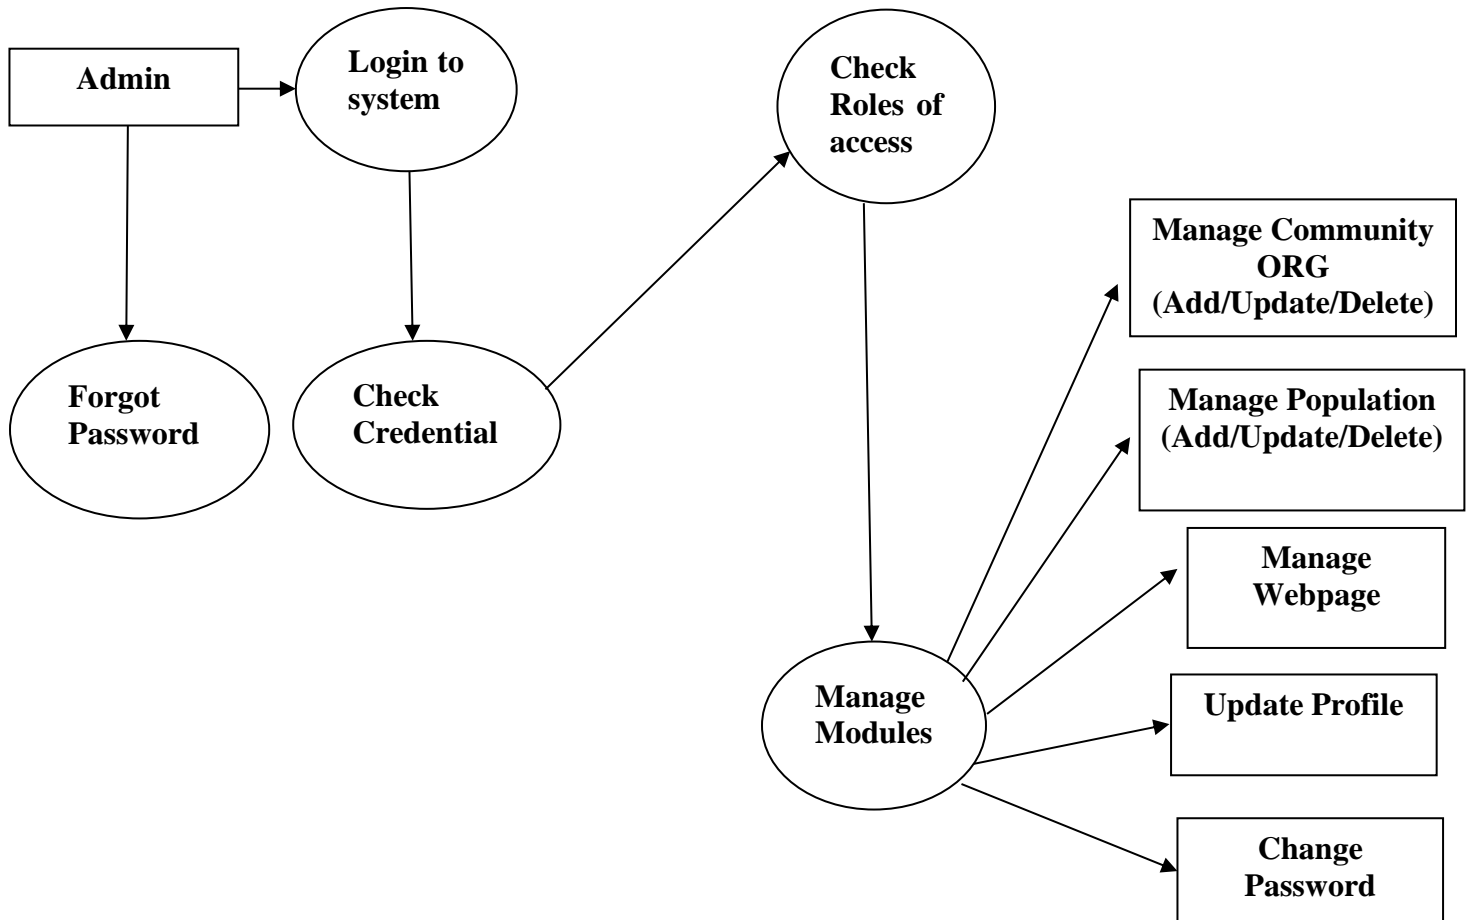 Admin
Login to
system
Check
Roles of
access
Manage Community
ORG
(Add/Update/Delete)
Forgot
Password
Check
Credential
Manage Population
(Add/Update/Delete)
Manage
Webpage
Manage
Modules
Update Profile
Change
Password